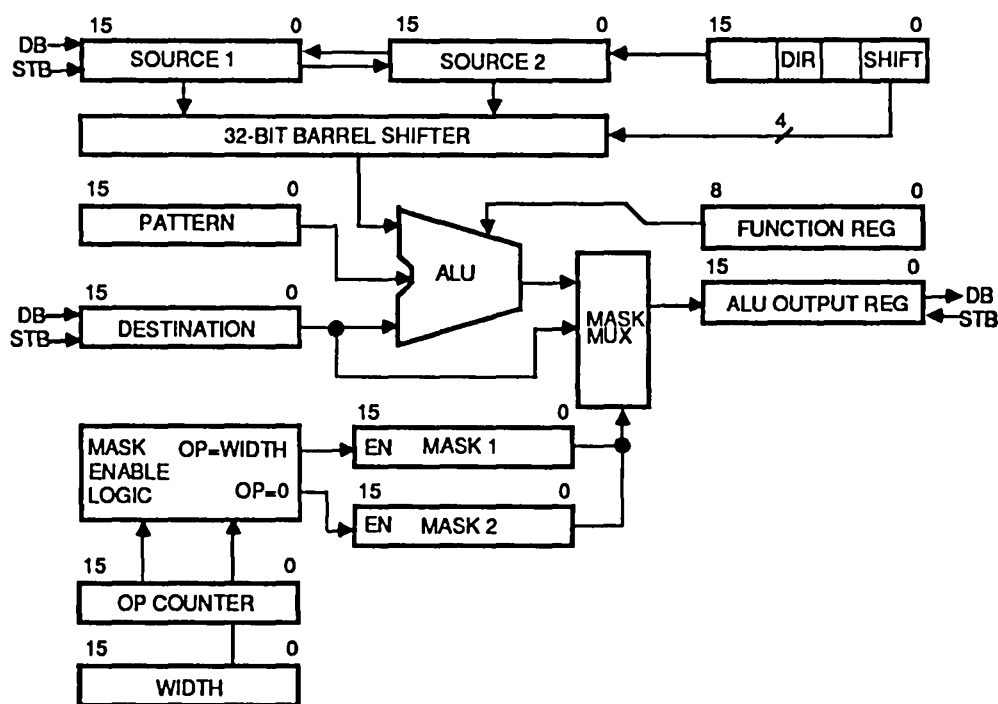 15 0 15 0 15 0
DB SOURCE 1 SOURCE 2 DIR SHIFT
STB
32-BIT BARREL SHIFTER 4
15 0 8 0
PATTERN ALU FUNCTION REG
15 0 15 0
DB DESTINATION MASK MUX ALU OUTPUT REG DB
STB STB
15 0
MASK ENABLE LOGIC OP=WIDTH EN MASK 1
15 0
OP=0 EN MASK 2
15 0
OP COUNTER
15 0
WIDTH